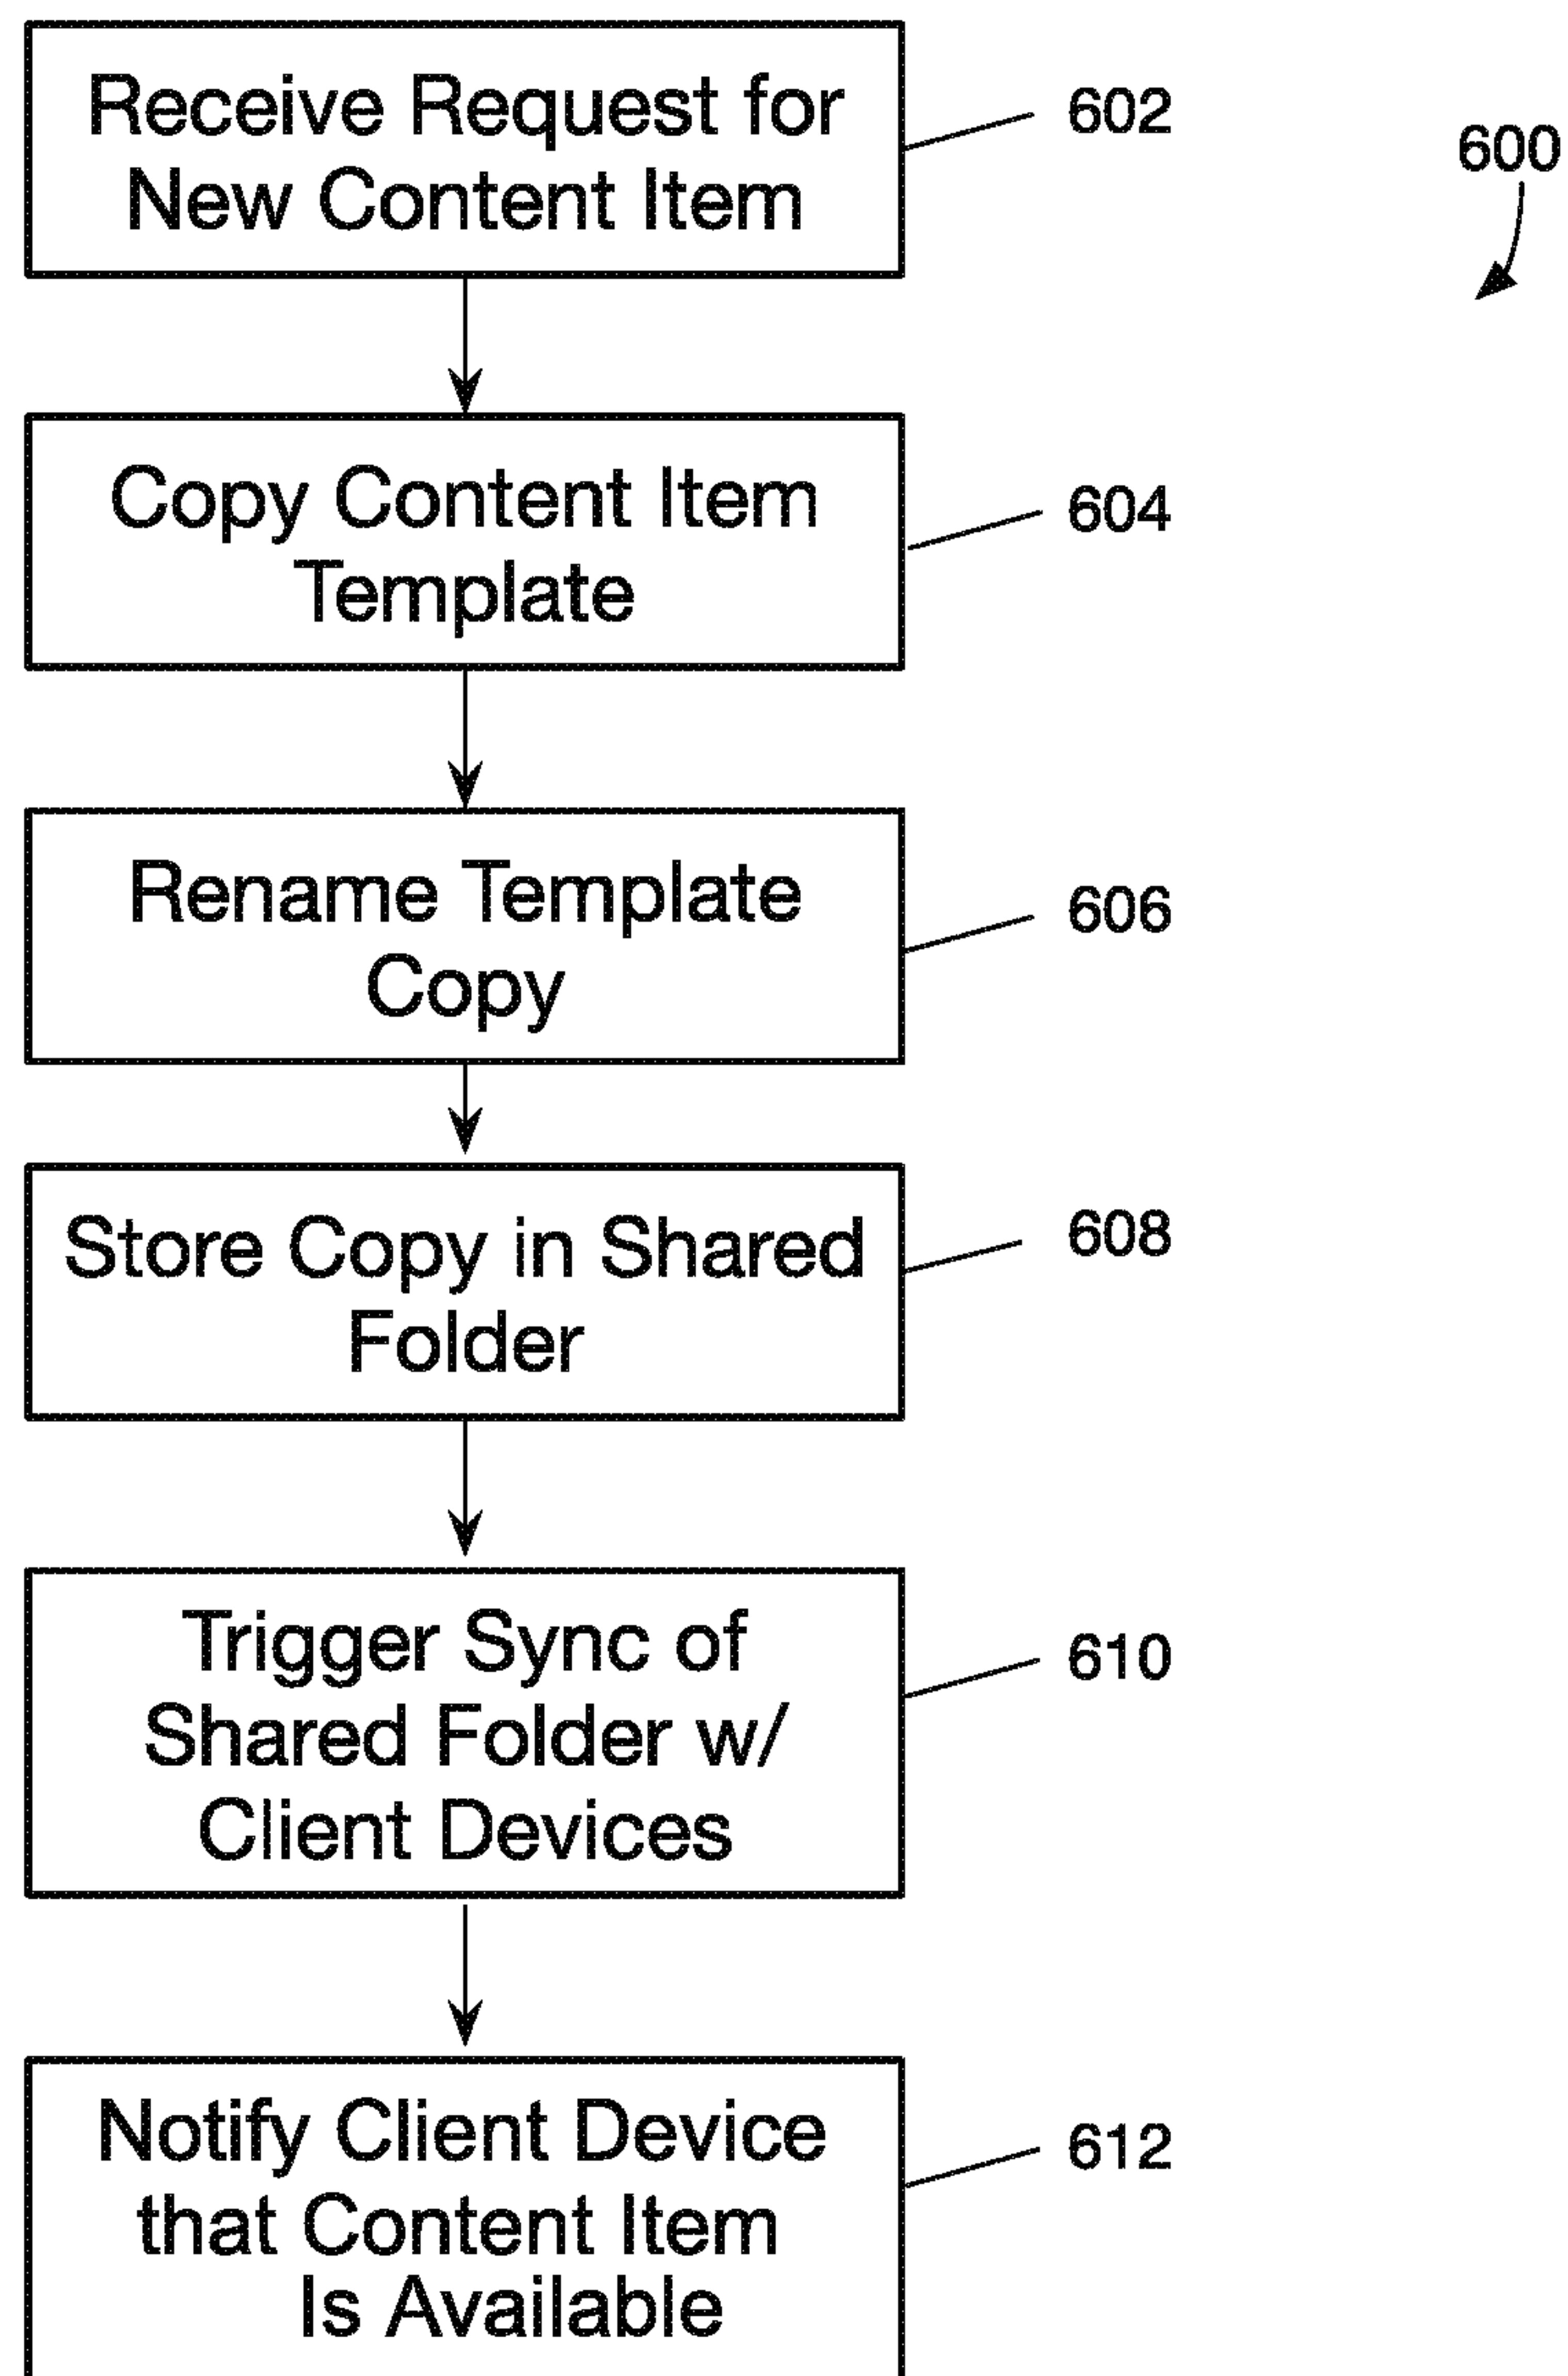 Receive Request for
New Content Item
602
600
Copy Content Item
Template
604
Rename Template
Copy
606
Store Copy in Shared
Folder
608
Trigger Sync of
Shared Folder w/
Client Devices
610
Notify Client Device
that Content Item
Is Available
612